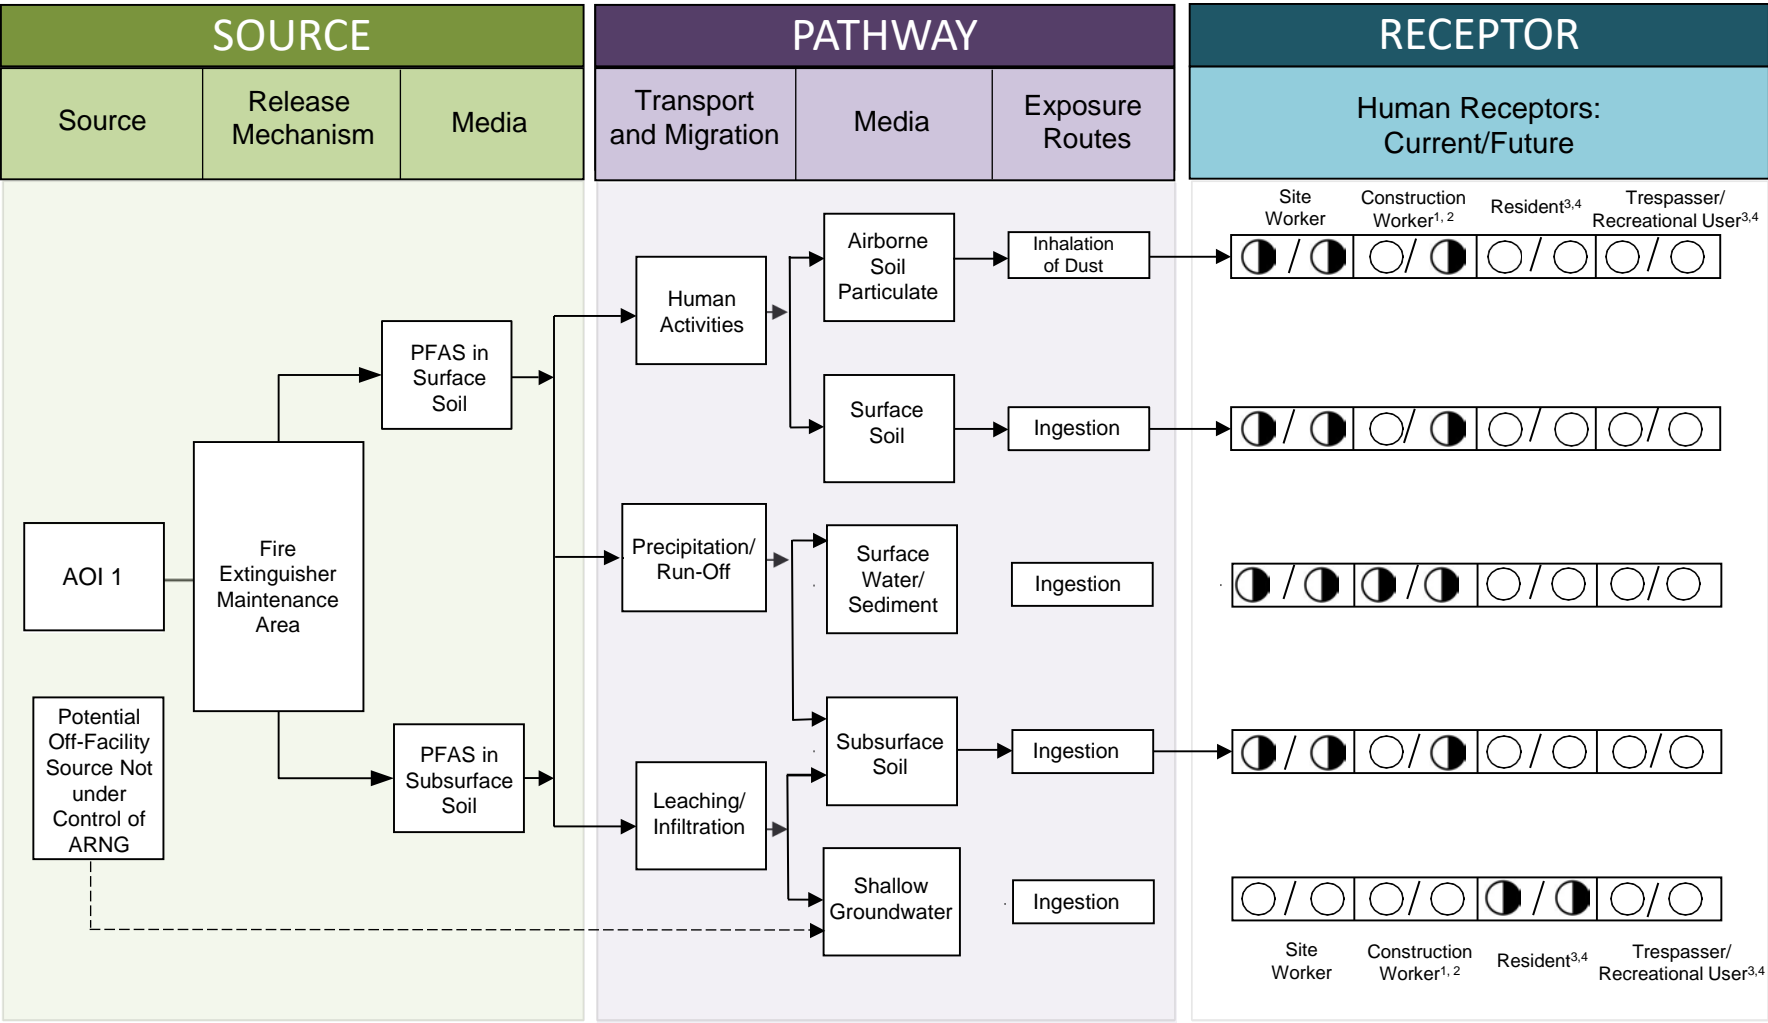 SOURCE
PATHWAY
RECEPTOR
Source
Release
Mechanism
Media
Transport
and Migration
Media
Exposure
Routes
Human Receptors:
Current/Future
Site
Worker
Construction
Worker1, 2
Resident3,4
Trespasser/
Recreational User3,4
Airborne
Soil
Particulate
Inhalation
of Dust
/ / / /
Human
Activities
PFAS in
Surface
Soil
Surface
Soil
Ingestion
/ / / /
AOI 1
Fire
Extinguisher
Maintenance
Area
Precipitation/
Run-Off
Surface
Water/
Sediment
Ingestion
/ / / /
Potential
Off-Facility
Source Not
under
Control of
ARNG
PFAS in
Subsurface
Soil
Subsurface
Soil
Ingestion
/ / / /
Leaching/
Infiltration
Shallow
Groundwater
Ingestion
/ / / /
Site
Worker
Construction
Worker1, 2
Resident3,4
Trespasser/
Recreational User3,4